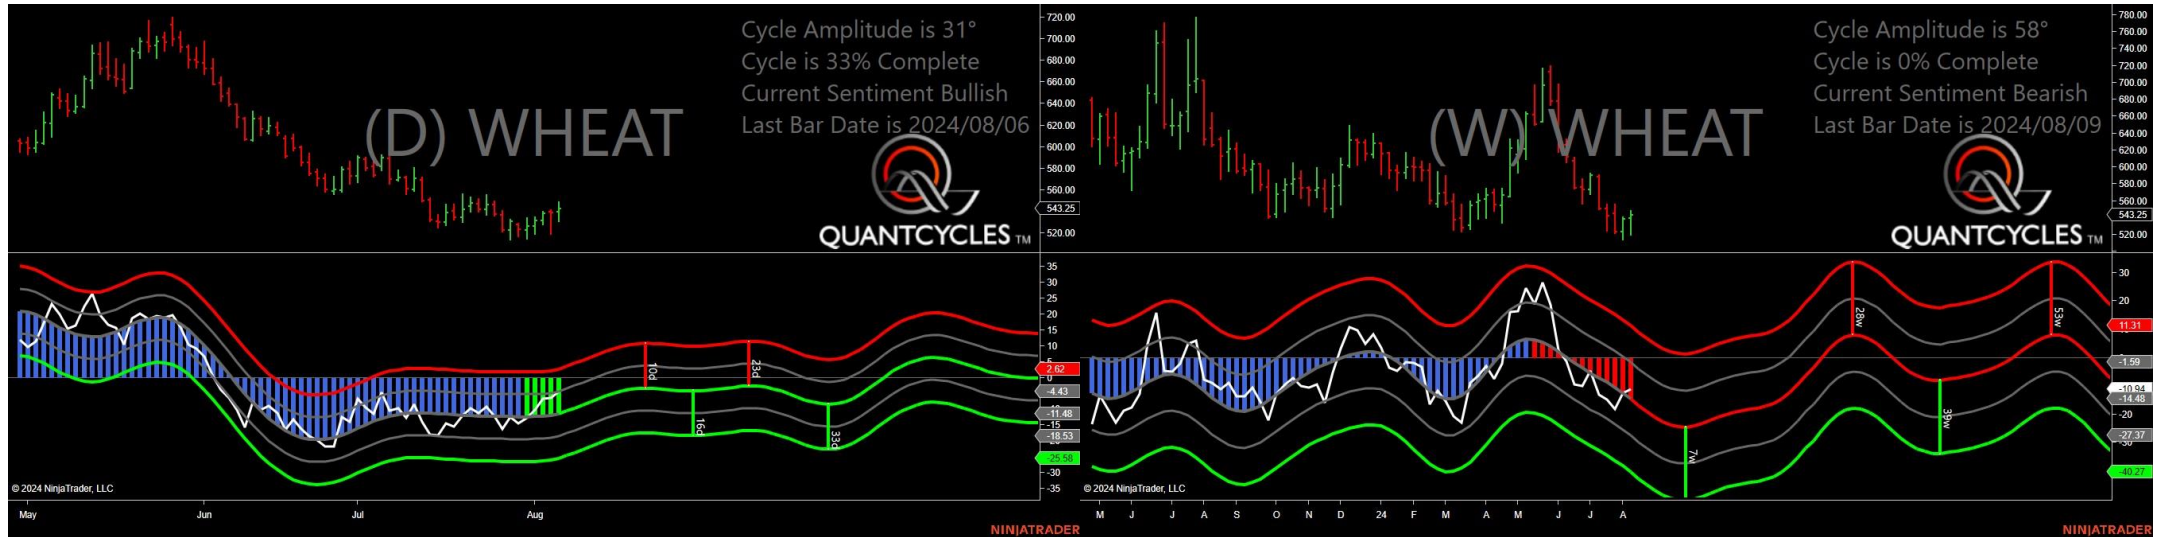 Cycle Amplitude is 31°
Cycle is 33% Complete
Current Sentiment Bullish
Last Bar Date is 2024/08/06
(D) WHEAT
QUANTCYCLES TM
720.00
700.00
680.00
660.00
640.00
620.00
600.00
580.00
560.00
543.25
520.00
35
30
25
20
15
10
5
2.62
0
-4.43
-11.48
-15
-18.53
-25.58
-30
-35
10d
16d
23d
33d
© 2024 NinjaTrader, LLC
May
Jun
Jul
Aug
NINJATRADER
Cycle Amplitude is 58°
Cycle is 0% Complete
Current Sentiment Bearish
Last Bar Date is 2024/08/09
(W) WHEAT
QUANTCYCLES TM
780.00
760.00
740.00
720.00
700.00
680.00
660.00
640.00
620.00
600.00
580.00
560.00
543.25
520.00
30
20
11.31
-1.59
-10.94
-14.48
-20
-27.37
-40.27
7w
28w
39w
53w
© 2024 NinjaTrader, LLC
M J J A S O N D 24 F M A M J J A
NINJATRADER